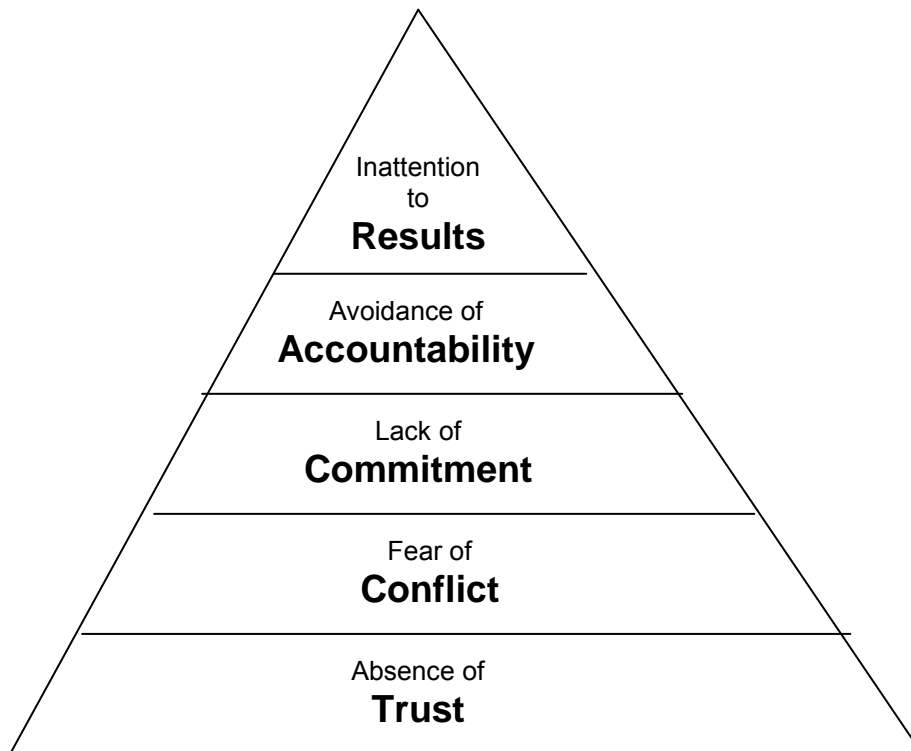 Inattention
to
Results
Avoidance of
Accountability
Lack of
Commitment
Fear of
Conflict
Absence of
Trust